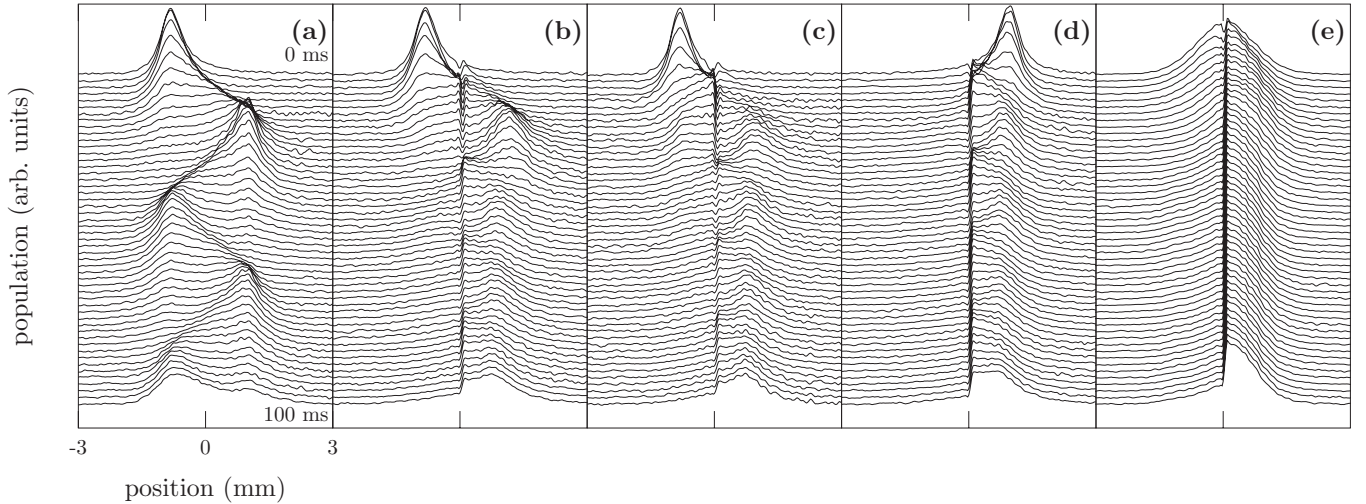 (a) (b) (c) (d) (e)
0 ms
population (arb. units)
100 ms
-3 0 3
position (mm)